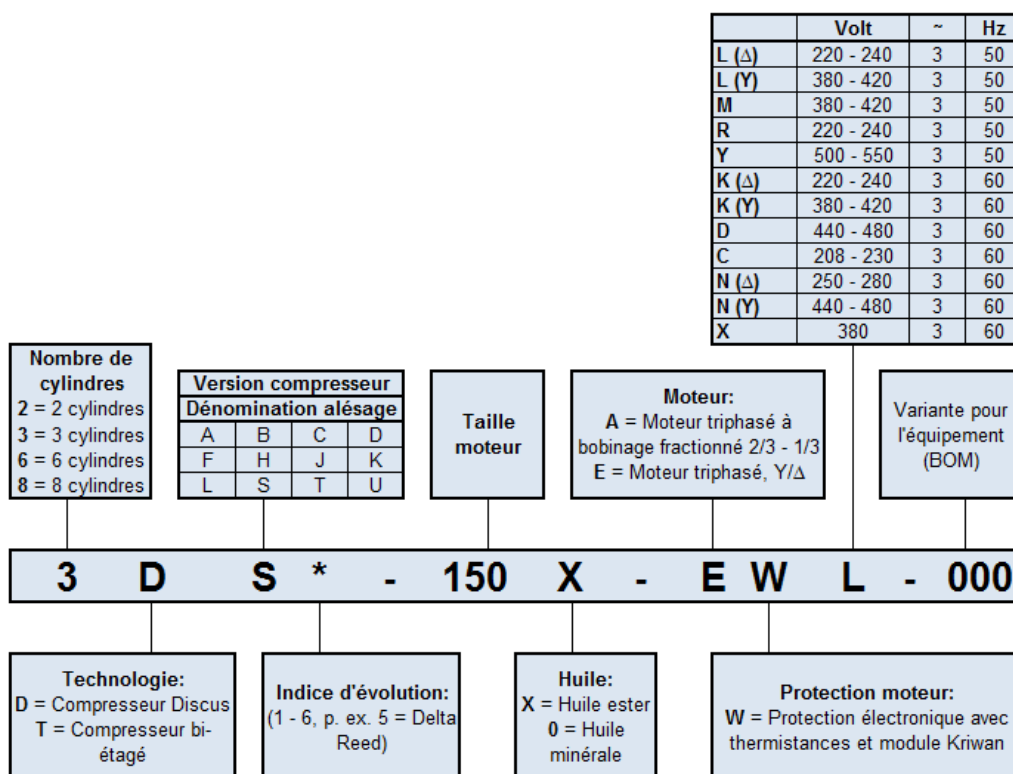 Volt ~ Hz
L (Δ) 220 - 240 3 50
L (Y) 380 - 420 3 50
M 380 - 420 3 50
R 220 - 240 3 50
Y 500 - 550 3 50
K (Δ) 220 - 240 3 60
K (Y) 380 - 420 3 60
D 440 - 480 3 60
C 208 - 230 3 60
N (Δ) 250 - 280 3 60
N (Y) 440 - 480 3 60
X 380 3 60
Nombre de
cylindres
2 = 2 cylindres
3 = 3 cylindres
6 = 6 cylindres
8 = 8 cylindres
Version compresseur
Dénomination alésage
A B C D
F H J K
L S T U
Taille
moteur
Moteur:
A = Moteur triphasé à
bobinage fractionné 2/3 - 1/3
E = Moteur triphasé, Y/Δ
Variante pour
l'équipement
(BOM)
3 D S * - 150 X - E W L - 000
Technologie:
D = Compresseur Discus
T = Compresseur bi-
étagé
Indice d'évolution:
(1 - 6, p. ex. 5 = Delta
Reed)
Huile:
X = Huile ester
0 = Huile
minérale
Protection moteur:
W = Protection électronique avec
thermistances et module Kriwan